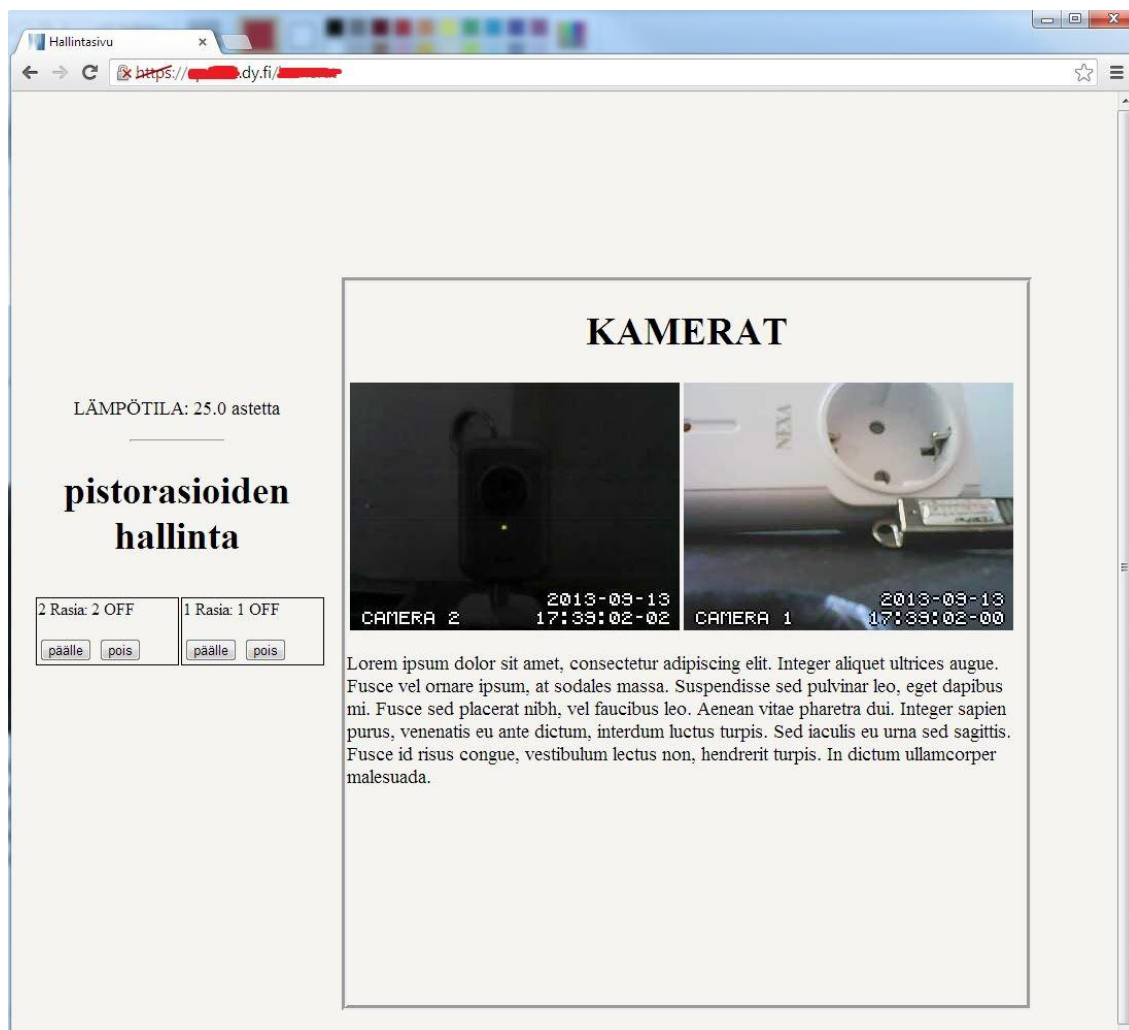 Hallintasivu
https:// .dy.fi/
KAMERAT
LÄMPÖTILA: 25.0 astetta
pistorasioiden
hallinta
2 Rasia: 2 OFF
päälle pois
1 Rasia: 1 OFF
päälle pois
NEXA
CAMERA 2
2013-09-13
17:39:02-02
CAMERA 1
2013-09-13
17:39:02-00
Lorem ipsum dolor sit amet, consectetur adipiscing elit. Integer aliquet ultrices augue.
Fusce vel ornare ipsum, at sodales massa. Suspendisse sed pulvinar leo, eget dapibus
mi. Fusce sed placerat nibh, vel faucibus leo. Aenean vitae pharetra dui. Integer sapien
purus, venenatis eu ante dictum, interdum luctus turpis. Sed iaculis eu urna sed sagittis.
Fusce id risus congue, vestibulum lectus non, hendrerit turpis. In dictum ullamcorper
malesuada.